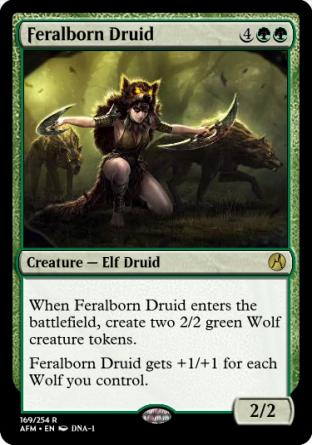 Feralborn Druid 4
Creature — Elf Druid
When Feralborn Druid enters the
battlefield, create two 2/2 green Wolf
creature tokens.
Feralborn Druid gets +1/+1 for each
Wolf you control.
2/2
169/254 R
AFM • EN DNA-1